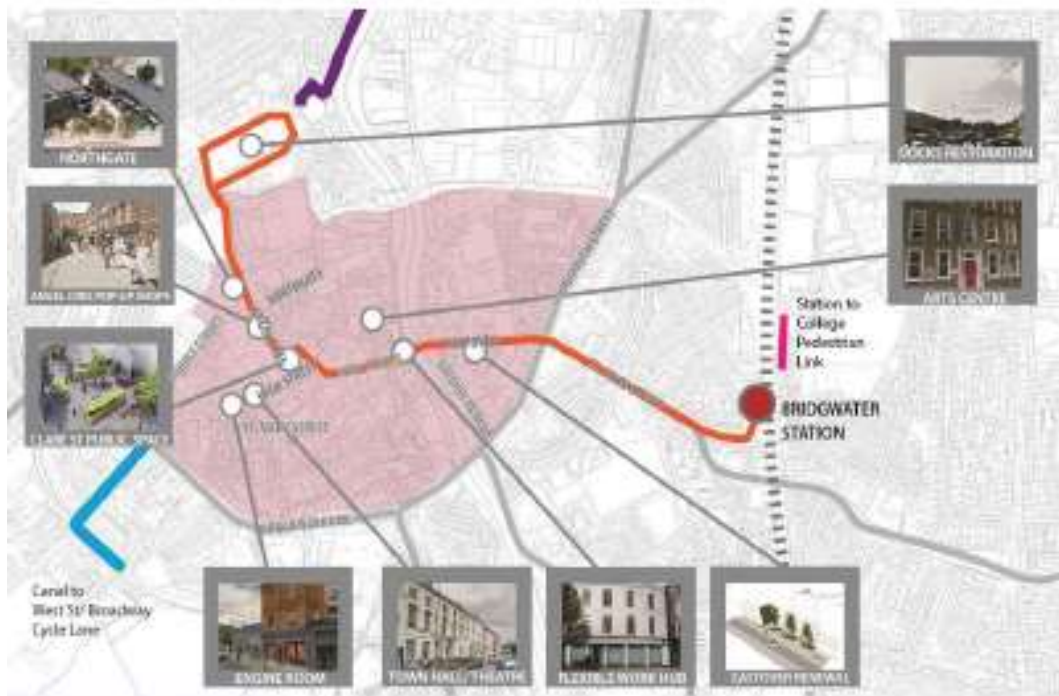 NORTHGATE
DOCKS RESTORATION
ANGEL CRES POP-UP SHOPS
ARTS CENTRE
CLARE ST PUBLIC SPACE
Station to
College
Pedestrian
Link
BRIDGWATER
STATION
Canal to
West St/ Broadway
Cycle Lane
ENGINE ROOM
TOWN HALL / THEATRE
FLEXIBLE WORK HUB
EASTOVER RENEWAL